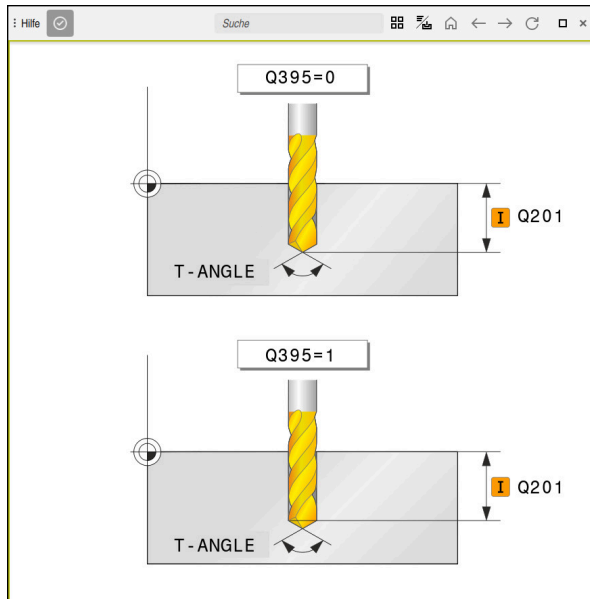 Hilfe
Suche
Q395=0
I Q201
T-ANGLE
Q395=1
I Q201
T-ANGLE